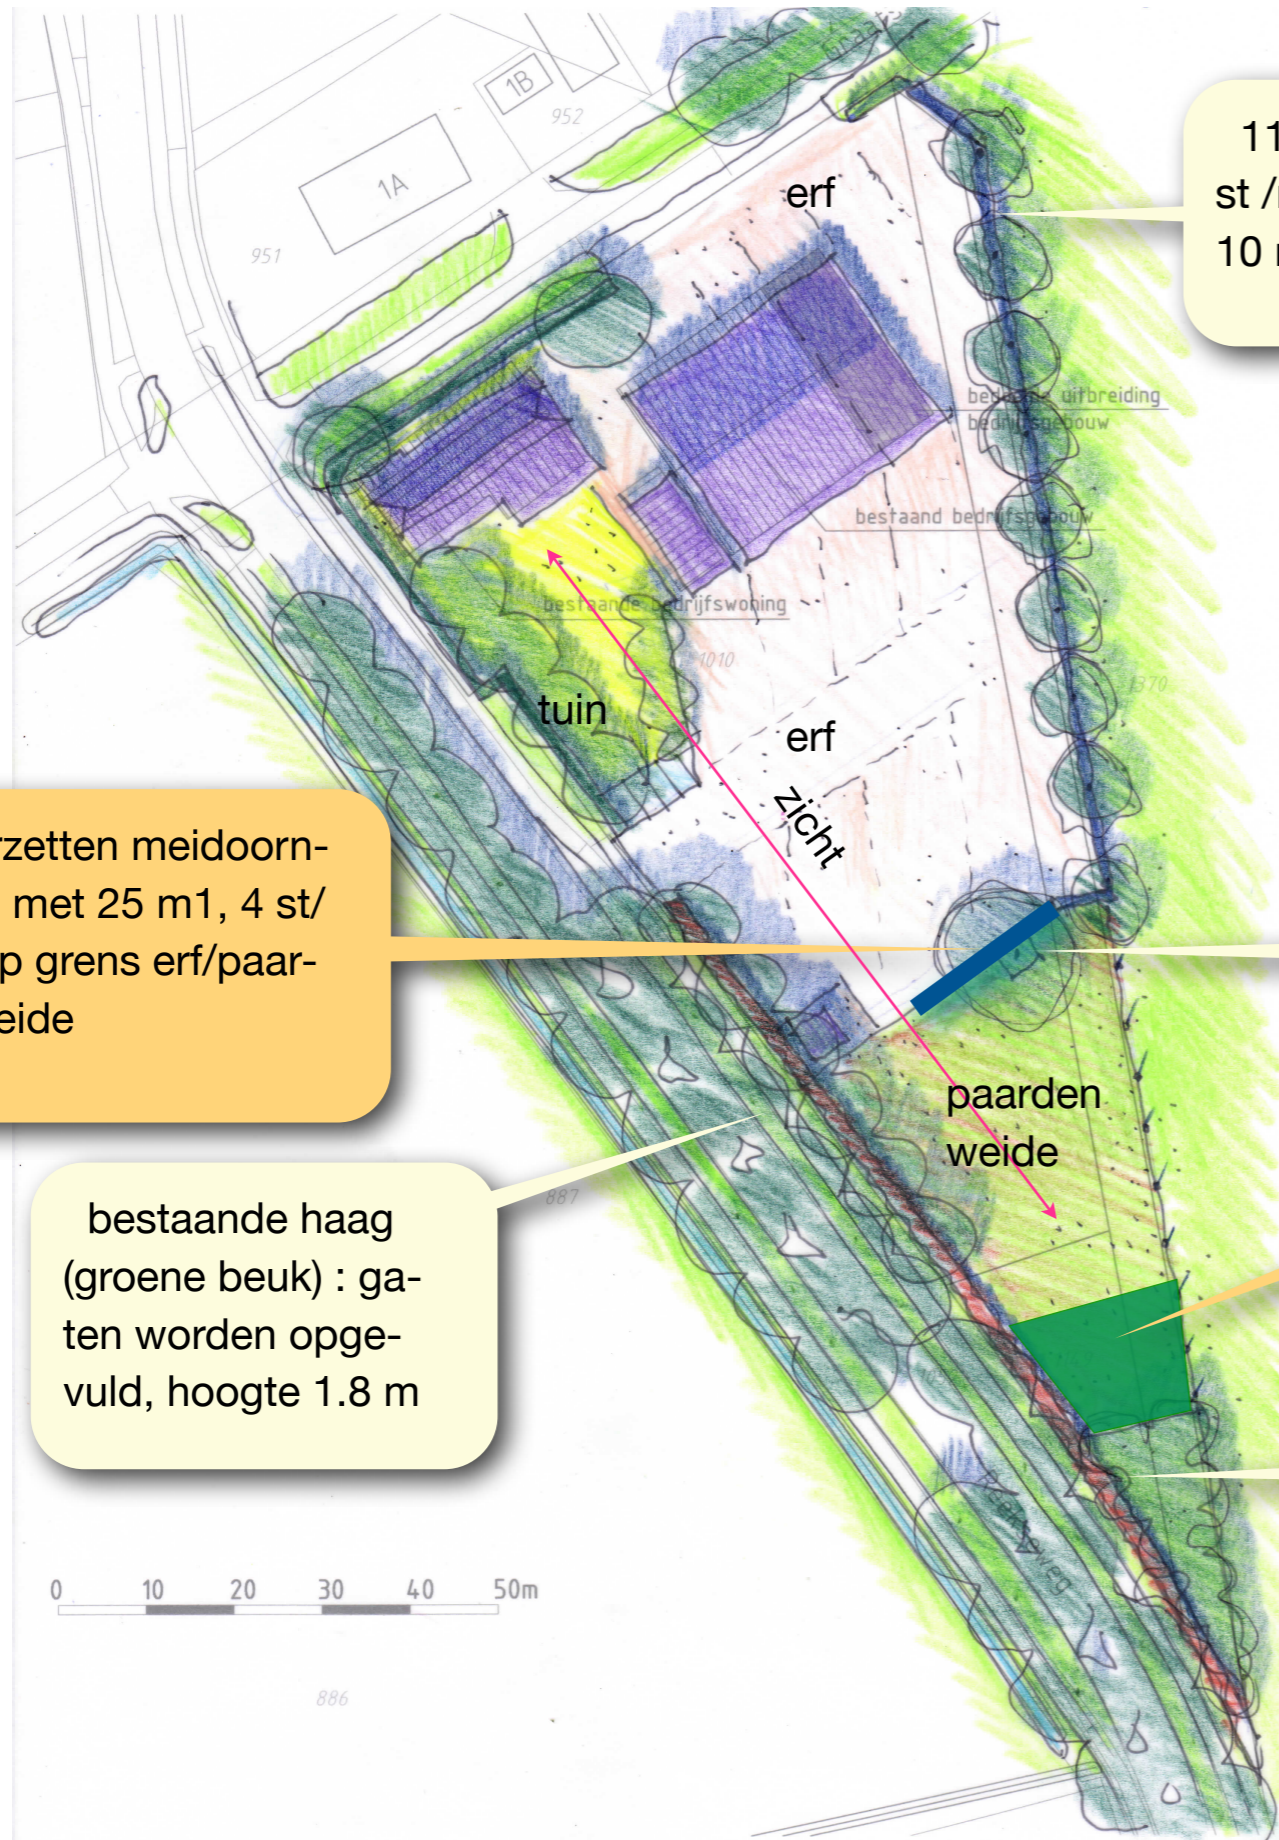 1B
952
1A
951
erf
11
st /
10
bedrijfsgebouw
uitbreiding
bestaand bedrijfsgebouw
bestaande bedrijfswoning
1010
1370
tuin
erf
zicht
rzetten meidoorn-
met 25 m1, 4 st/
p grens erf/paar-
eide
paarden
weide
bestaande haag
(groene beuk) : ga-
ten worden opge-
vuld, hoogte 1.8 m
887
0 10 20 30 40 50m
886